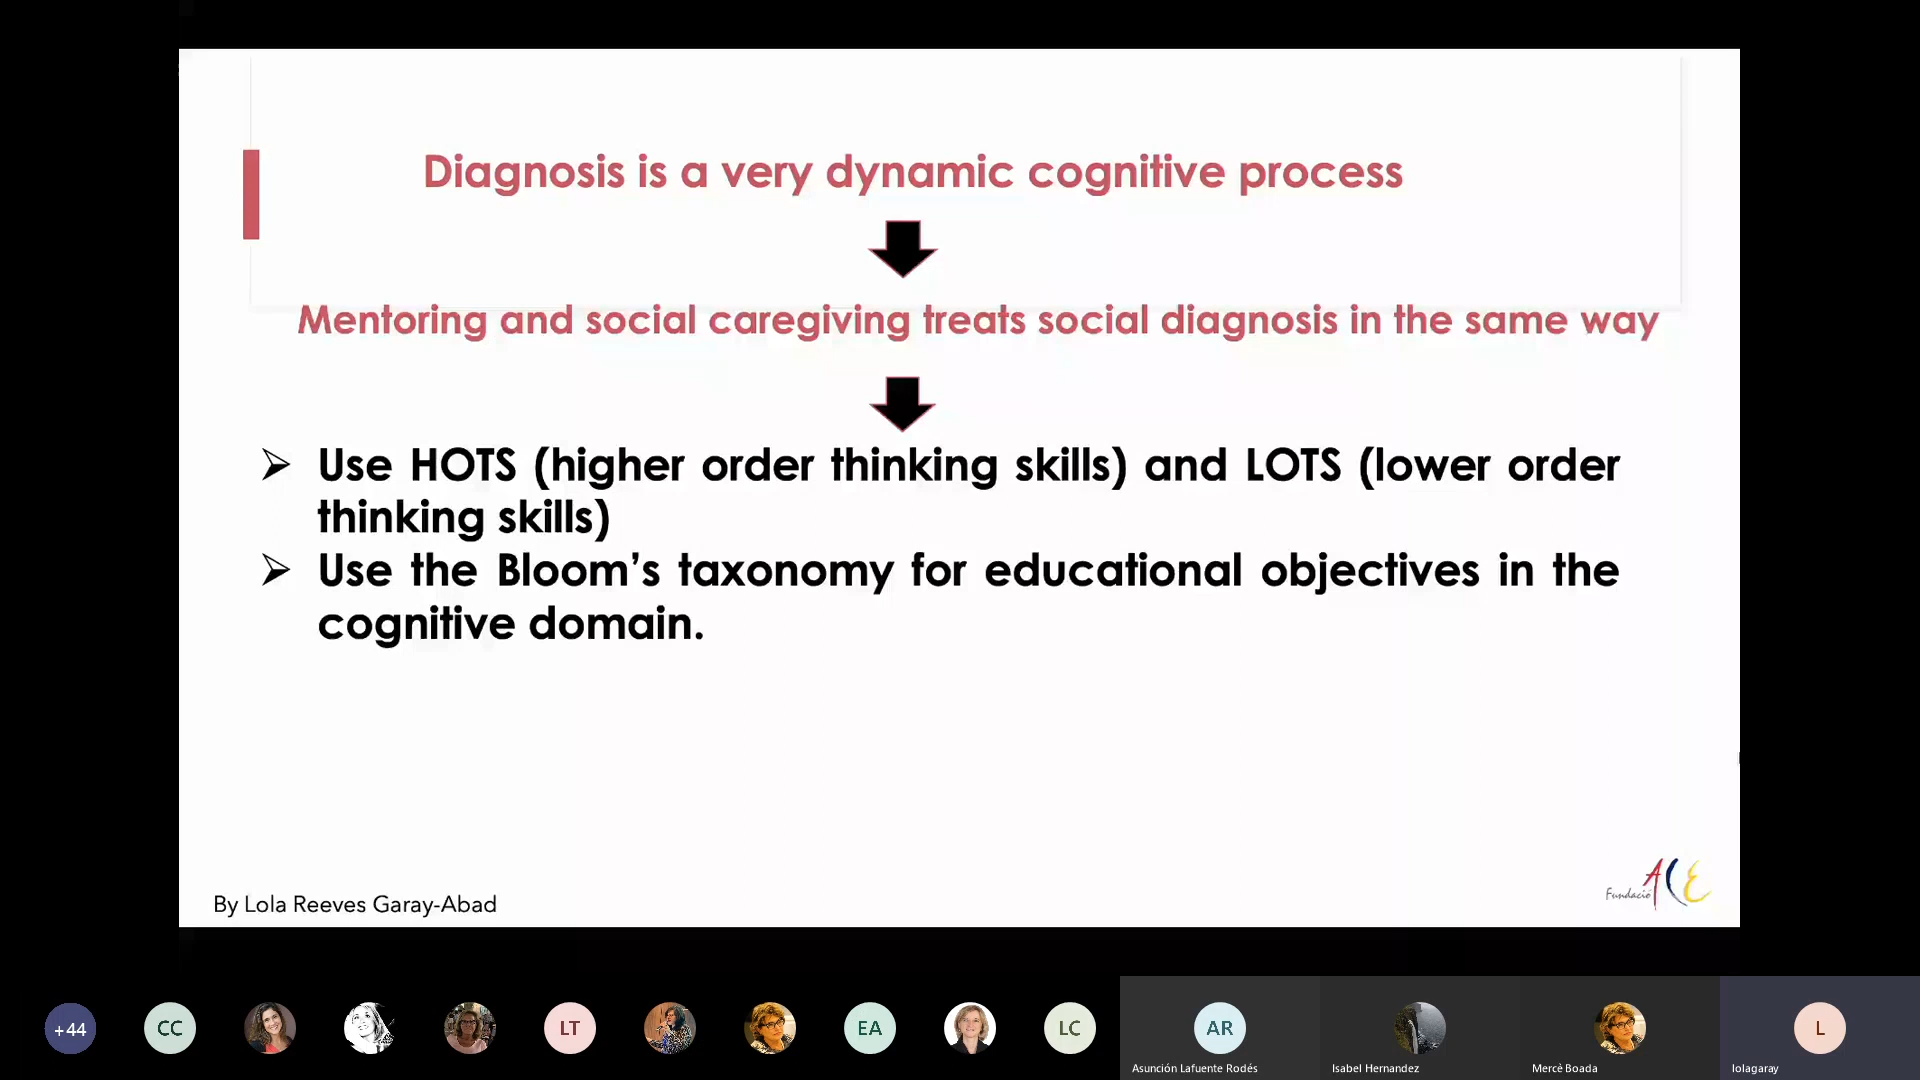 Diagnosis is a very dynamic cognitive process
Mentoring and social caregiving treats social diagnosis in the same way
Use HOTS (higher order thinking skills) and LOTS (lower order
thinking skills)
Use the Bloom’s taxonomy for educational objectives in the
cognitive domain.
By Lola Reeves Garay-Abad
Fundació ACE
+44
CC
LT
EA
LC
AR
L
Asunción Lafuente Rodés
Isabel Hernandez
Mercè Boada
lolagaray